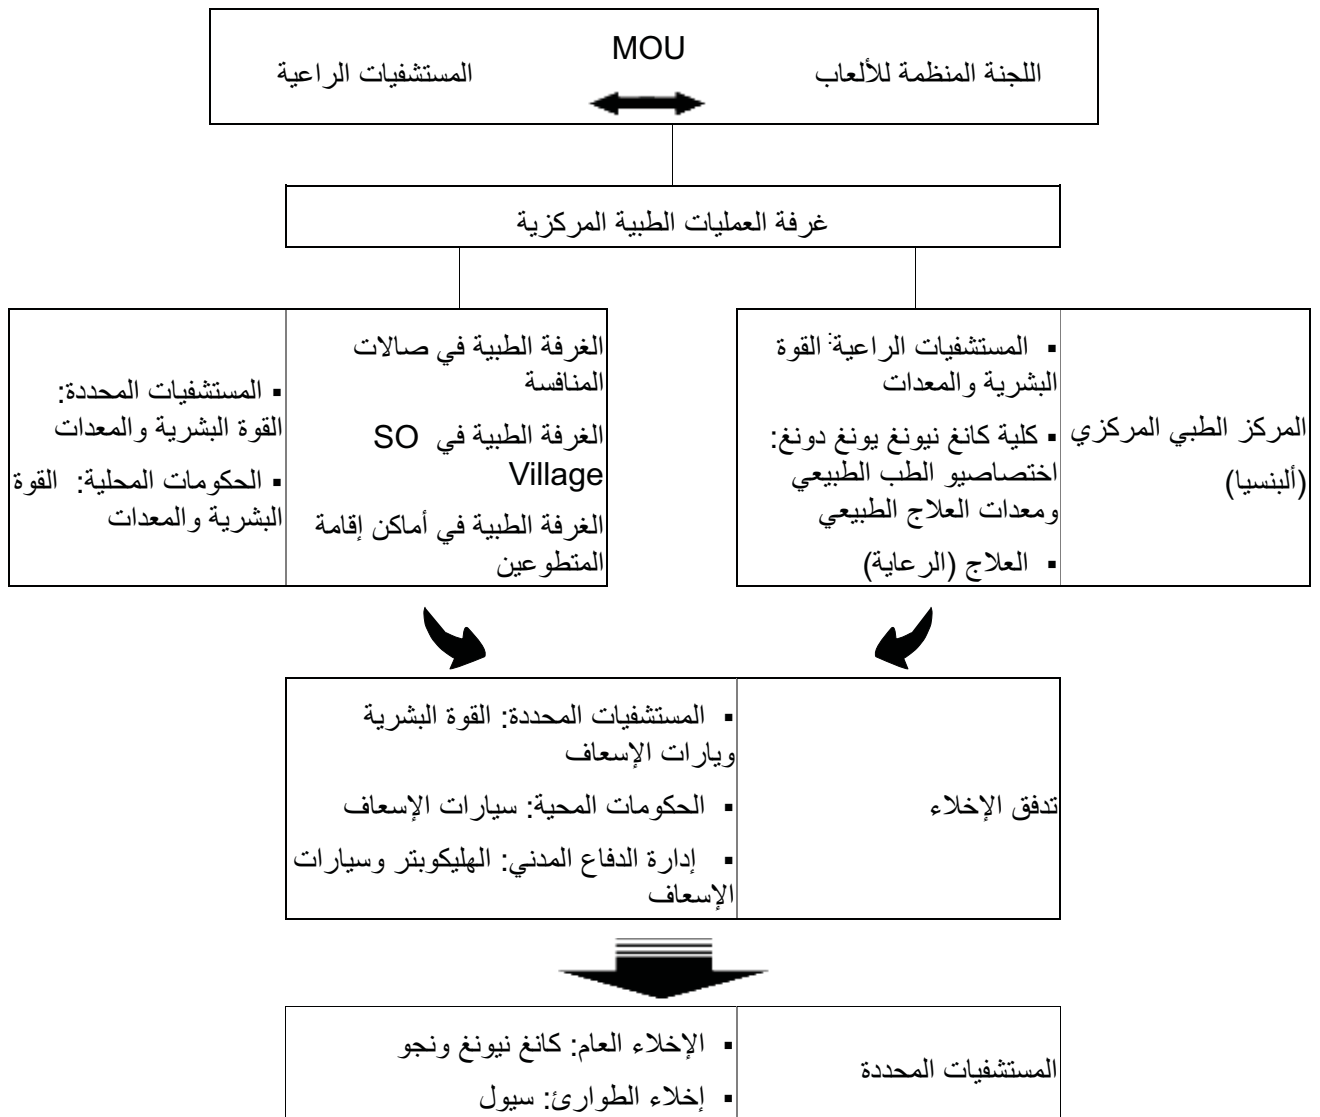 اللجنة المنظمة للألعاب
MOU
المستشفيات الراعية
غرفة العمليات الطبية المركزية
المركز الطبي المركزي
(ألبنسيا)
▪ المستشفيات الراعية: القوة
البشرية والمعدات
▪ كلية كانغ نيونغ يونغ دونغ:
اختصاصيو الطب الطبيعي
ومعدات العلاج الطبيعي
▪ العلاج (الرعاية)
الغرفة الطبية في صالات
المنافسة
الغرفة الطبية في SO
Village
الغرفة الطبية في أماكن إقامة
المتطوعين
▪ المستشفيات المحددة:
القوة البشرية والمعدات
▪ الحكومات المحلية: القوة
البشرية والمعدات
تدفق الإخلاء
▪ المستشفيات المحددة: القوة البشرية
ويارات الإسعاف
▪ الحكومات المحية: سيارات الإسعاف
▪ إدارة الدفاع المدني: الهليكوبتر وسيارات
الإسعاف
المستشفيات المحددة
▪ الإخلاء العام: كانغ نيونغ ونجو
▪ إخلاء الطوارئ: سيول